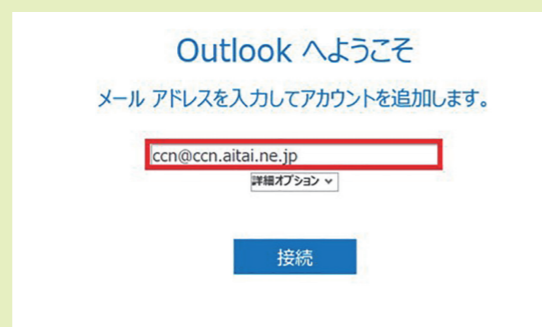 Outlook へようこそ
メール アドレスを入力してアカウントを追加します。
ccn@ccn.aitai.ne.jp
詳細オプション
接続